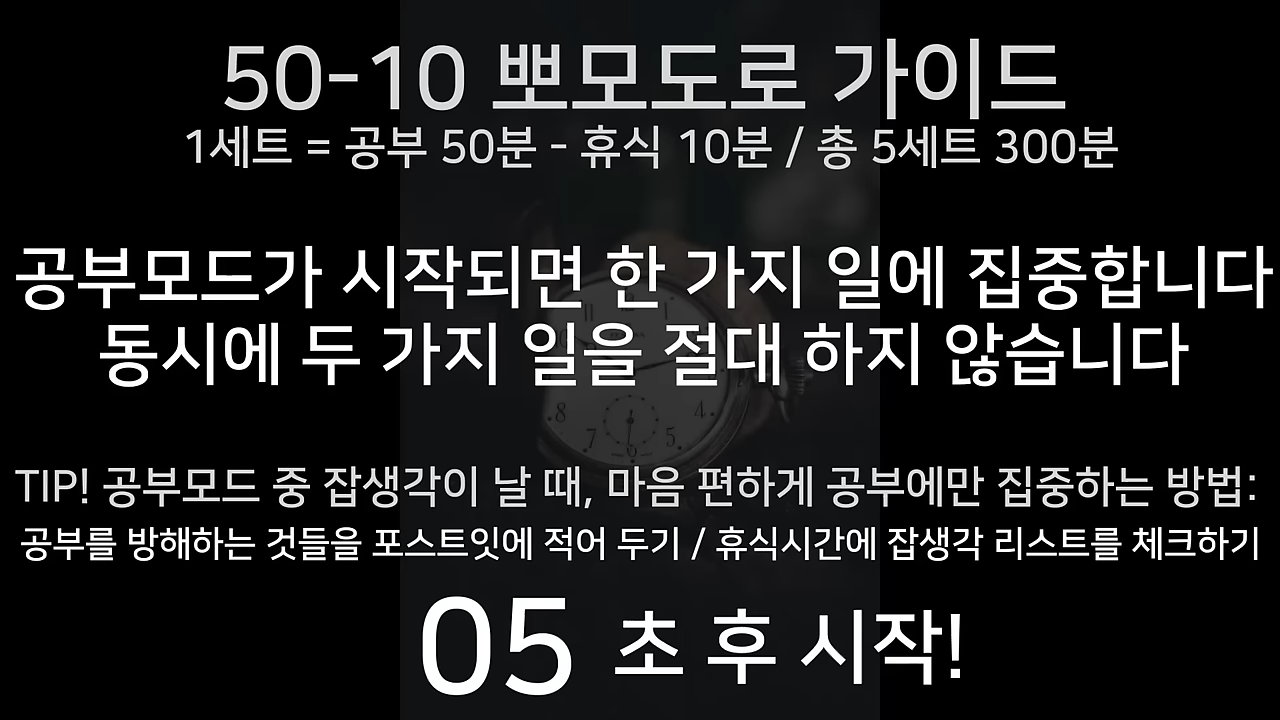 50-10 뽀모도로 가이드
1세트 = 공부 50분 - 휴식 10분 / 총 5세트 300분
공부모드가 시작되면 한 가지 일에 집중합니다
동시에 두 가지 일을 절대 하지 않습니다
8
7
5
4
TIP! 공부모드 중 잡생각이 날 때, 마음 편하게 공부에만 집중하는 방법:
공부를 방해하는 것들을 포스트잇에 적어 두기 / 휴식시간에 잡생각 리스트를 체크하기
05 초 후 시작!